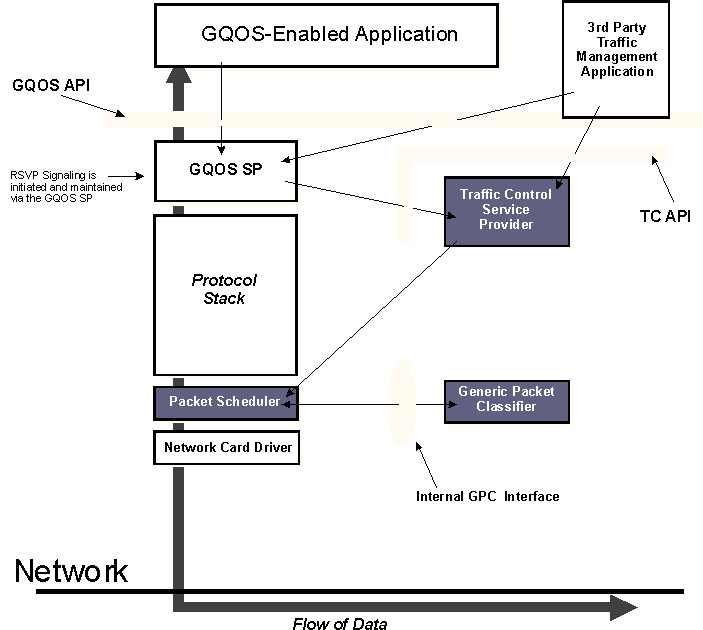 GQOS-Enabled Application
3rd Party
Traffic
Management
Application
GQOS API
GQOS SP
RSVP Signaling is
initiated and maintained
via the GQOS SP
Traffic Control
Service
Provider
TC API
Protocol
Stack
Packet Scheduler
Generic Packet
Classifier
Network Card Driver
Internal GPC Interface
Network
Flow of Data